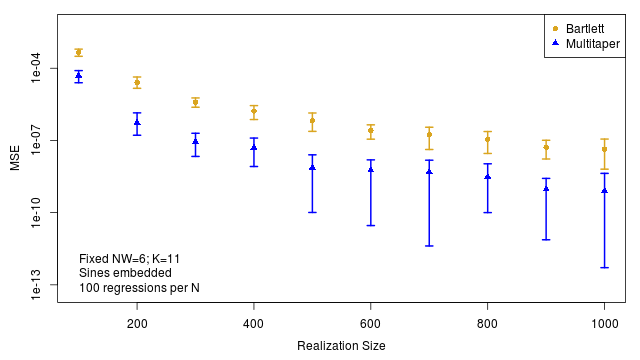 Bartlett
Multitaper
1e-04
1e-07
1e-10
1e-13
MSE
Fixed NW=6; K=11
Sines embedded
100 regressions per N
200 400 600 800 1000
Realization Size